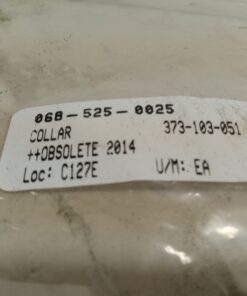 068-525-0025
COLLAR 373-103-051
++OBSOLETE 2014
Loc: C127E U/M: EA